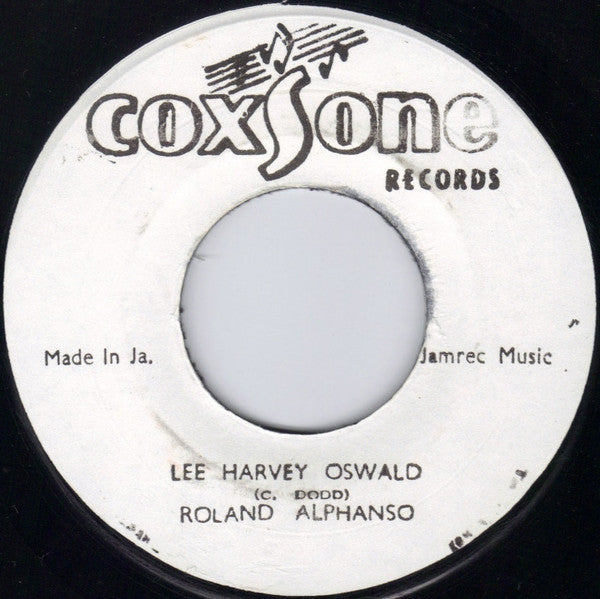 coxsone
RECORDS
Made In Ja.
Jamrec Music
LEE HARVEY OSWALD
(C. DODD)
ROLAND ALPHANSO